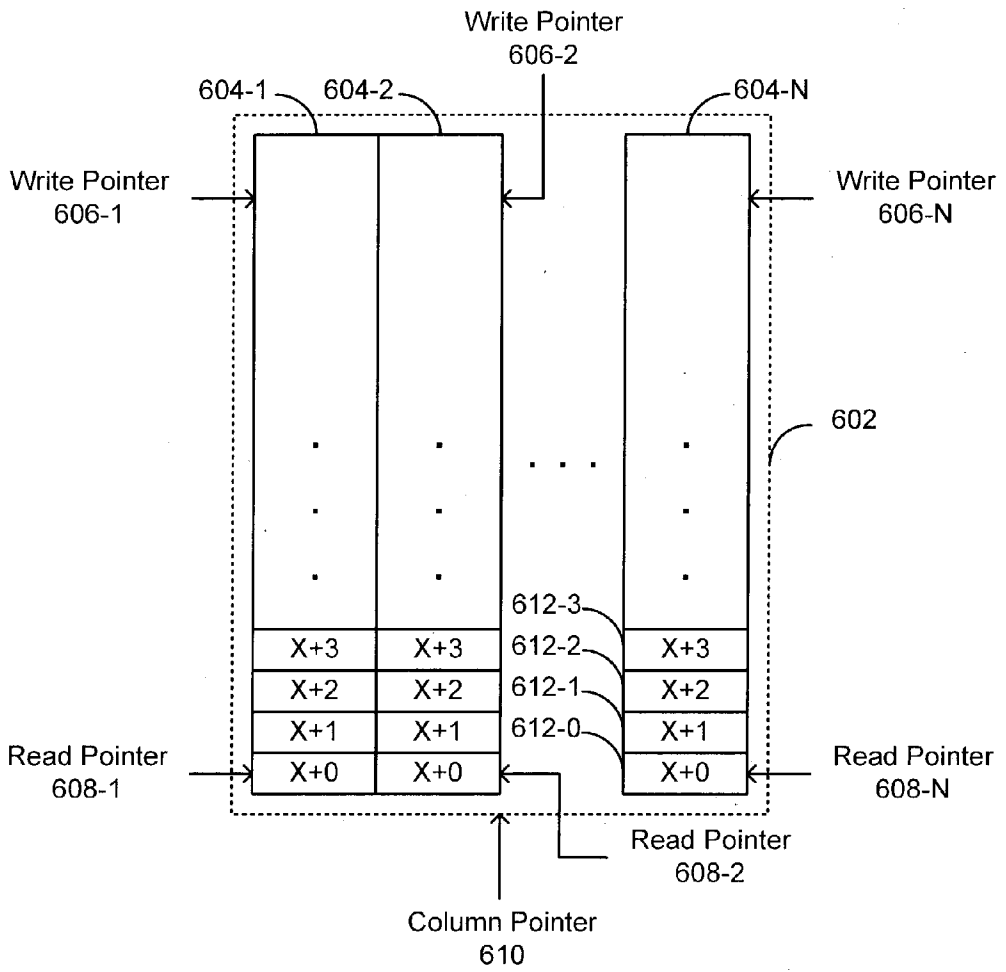 Write Pointer
606-2
604-1
604-2
604-N
Write Pointer
606-1
Write Pointer
606-N
602
612-3
X+3
X+3
X+3
612-2
X+2
X+2
X+2
612-1
X+1
X+1
X+1
612-0
X+0
X+0
X+0
Read Pointer
608-1
Read Pointer
608-N
Read Pointer
608-2
Column Pointer
610